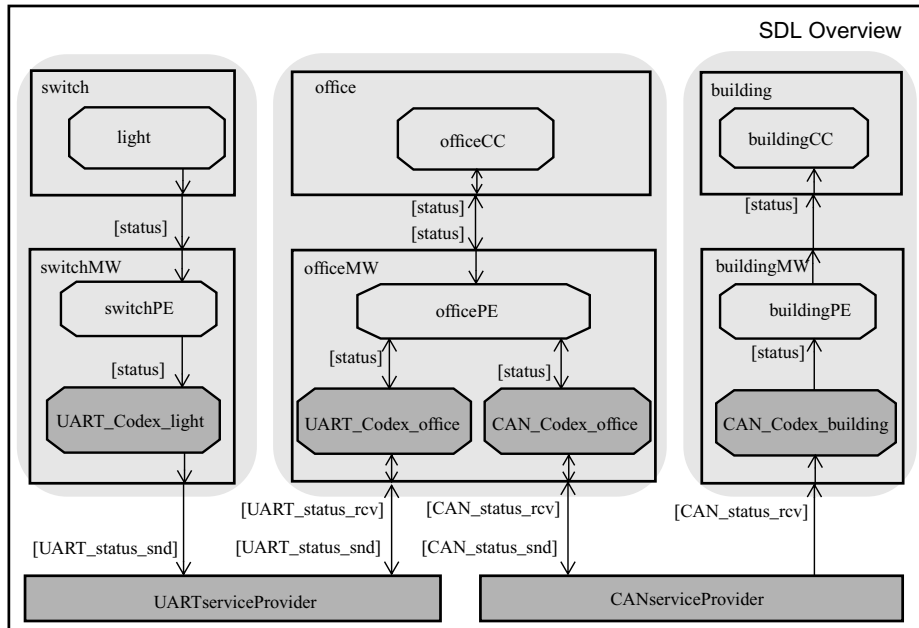 SDL Overview
switch
office
building
light
officeCC
buildingCC
[status]
[status]
[status]
[status]
switchMW
officeMW
buildingMW
switchPE
officePE
buildingPE
[status]
[status]
[status]
[status]
UART_Codex_light
UART_Codex_office
CAN_Codex_office
CAN_Codex_building
[UART_status_rcv]
[CAN_status_rcv]
[CAN_status_rcv]
[UART_status_snd]
[UART_status_snd]
[CAN_status_snd]
UARTserviceProvider
CANserviceProvider